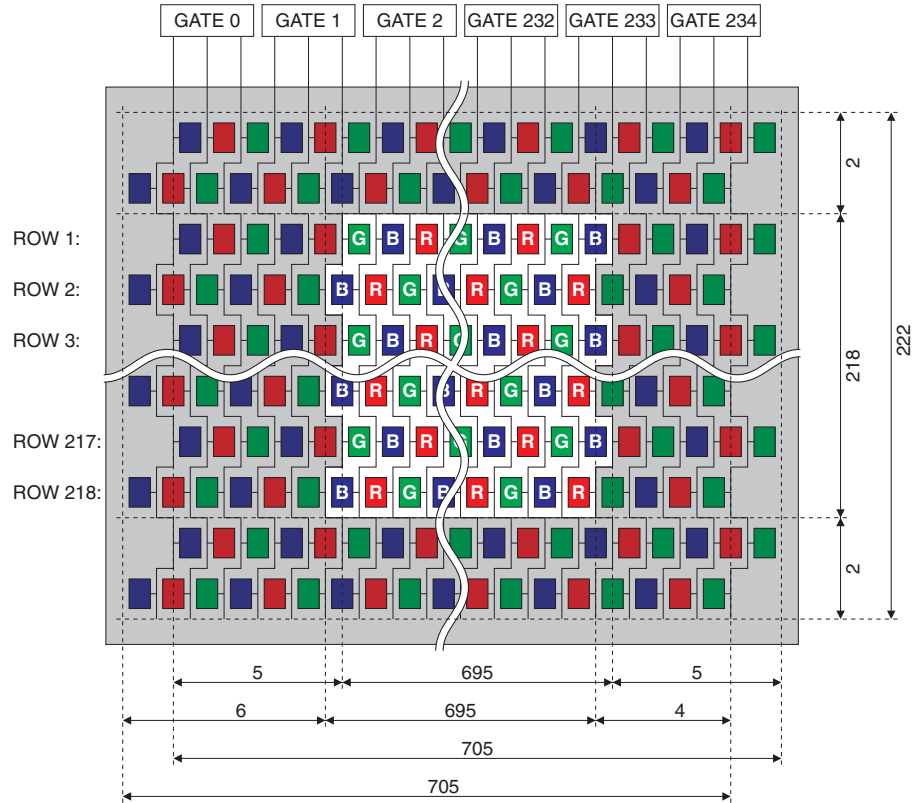 GATE 0 GATE 1 GATE 2 GATE 232 GATE 233 GATE 234
2
ROW 1: G B R G B R G B
ROW 2: B R G B R G B R
ROW 3: G B R G B R G B
218 222
B R G B R G B R
ROW 217: G B R G B R G B
ROW 218: B R G B R G B R
2
5 695 5
6 695 4
705
705